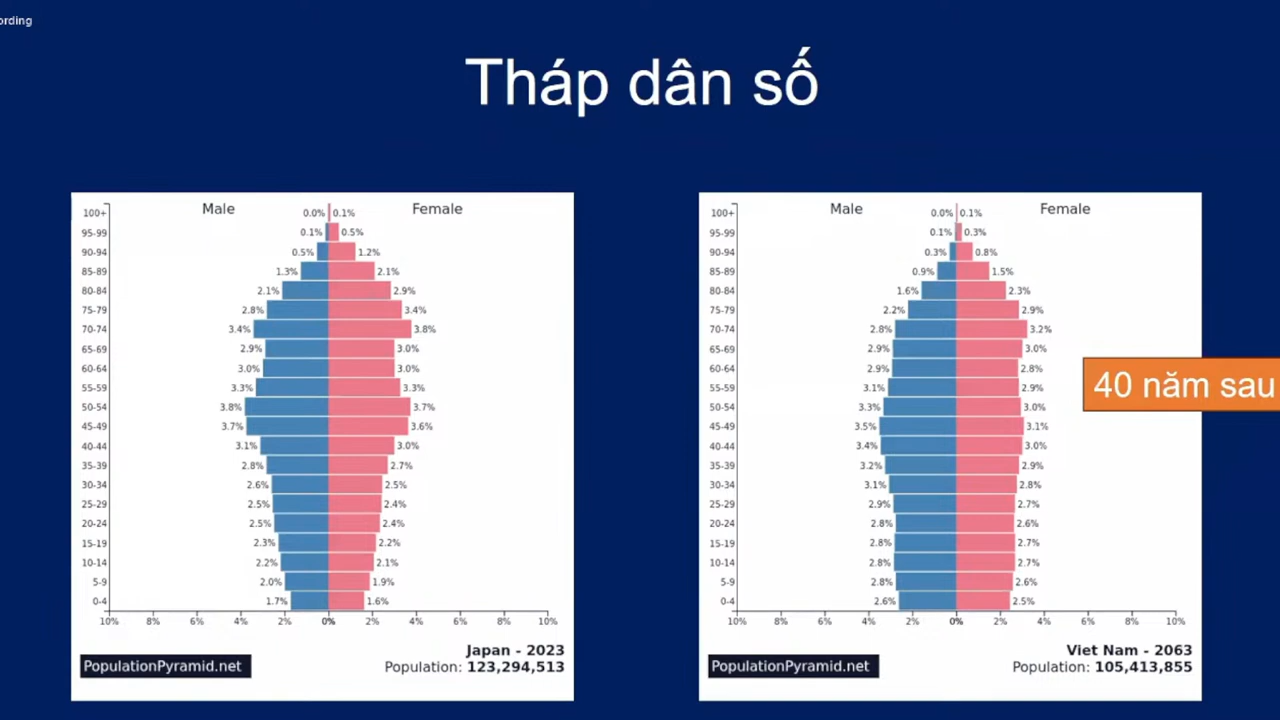 ording
Tháp dân số
Male Female
100+ 0.0% 0.1%
95-99 0.1% 0.5%
90-94 0.5% 1.2%
85-89 1.3% 2.1%
80-84 2.1% 2.9%
75-79 2.8% 3.4%
70-74 3.4% 3.8%
65-69 2.9% 3.0%
60-64 3.0% 3.0%
55-59 3.3% 3.3%
50-54 3.8% 3.7%
45-49 3.7% 3.6%
40-44 3.1% 3.0%
35-39 2.8% 2.7%
30-34 2.6% 2.5%
25-29 2.5% 2.4%
20-24 2.5% 2.4%
15-19 2.3% 2.2%
10-14 2.2% 2.1%
5-9 2.0% 1.9%
0-4 1.7% 1.6%
10% 8% 6% 4% 2% 0% 2% 4% 6% 8% 10%
Japan - 2023
PopulationPyramid.net Population: 123,294,513
Male Female
100+ 0.0% 0.1%
95-99 0.1% 0.3%
90-94 0.3% 0.8%
85-89 0.9% 1.5%
80-84 1.6% 2.3%
75-79 2.2% 2.9%
70-74 2.8% 3.2%
65-69 2.9% 3.0%
60-64 2.9% 2.8%
55-59 3.1% 2.9%
50-54 3.3% 3.0%
45-49 3.5% 3.1%
40-44 3.4% 3.0%
35-39 3.2% 2.9%
30-34 3.1% 2.8%
25-29 2.9% 2.7%
20-24 2.8% 2.6%
15-19 2.8% 2.7%
10-14 2.8% 2.7%
5-9 2.8% 2.6%
0-4 2.6% 2.5%
10% 8% 6% 4% 2% 0% 2% 4% 6% 8% 10%
Viet Nam - 2063
PopulationPyramid.net Population: 105,413,855
40 năm sau